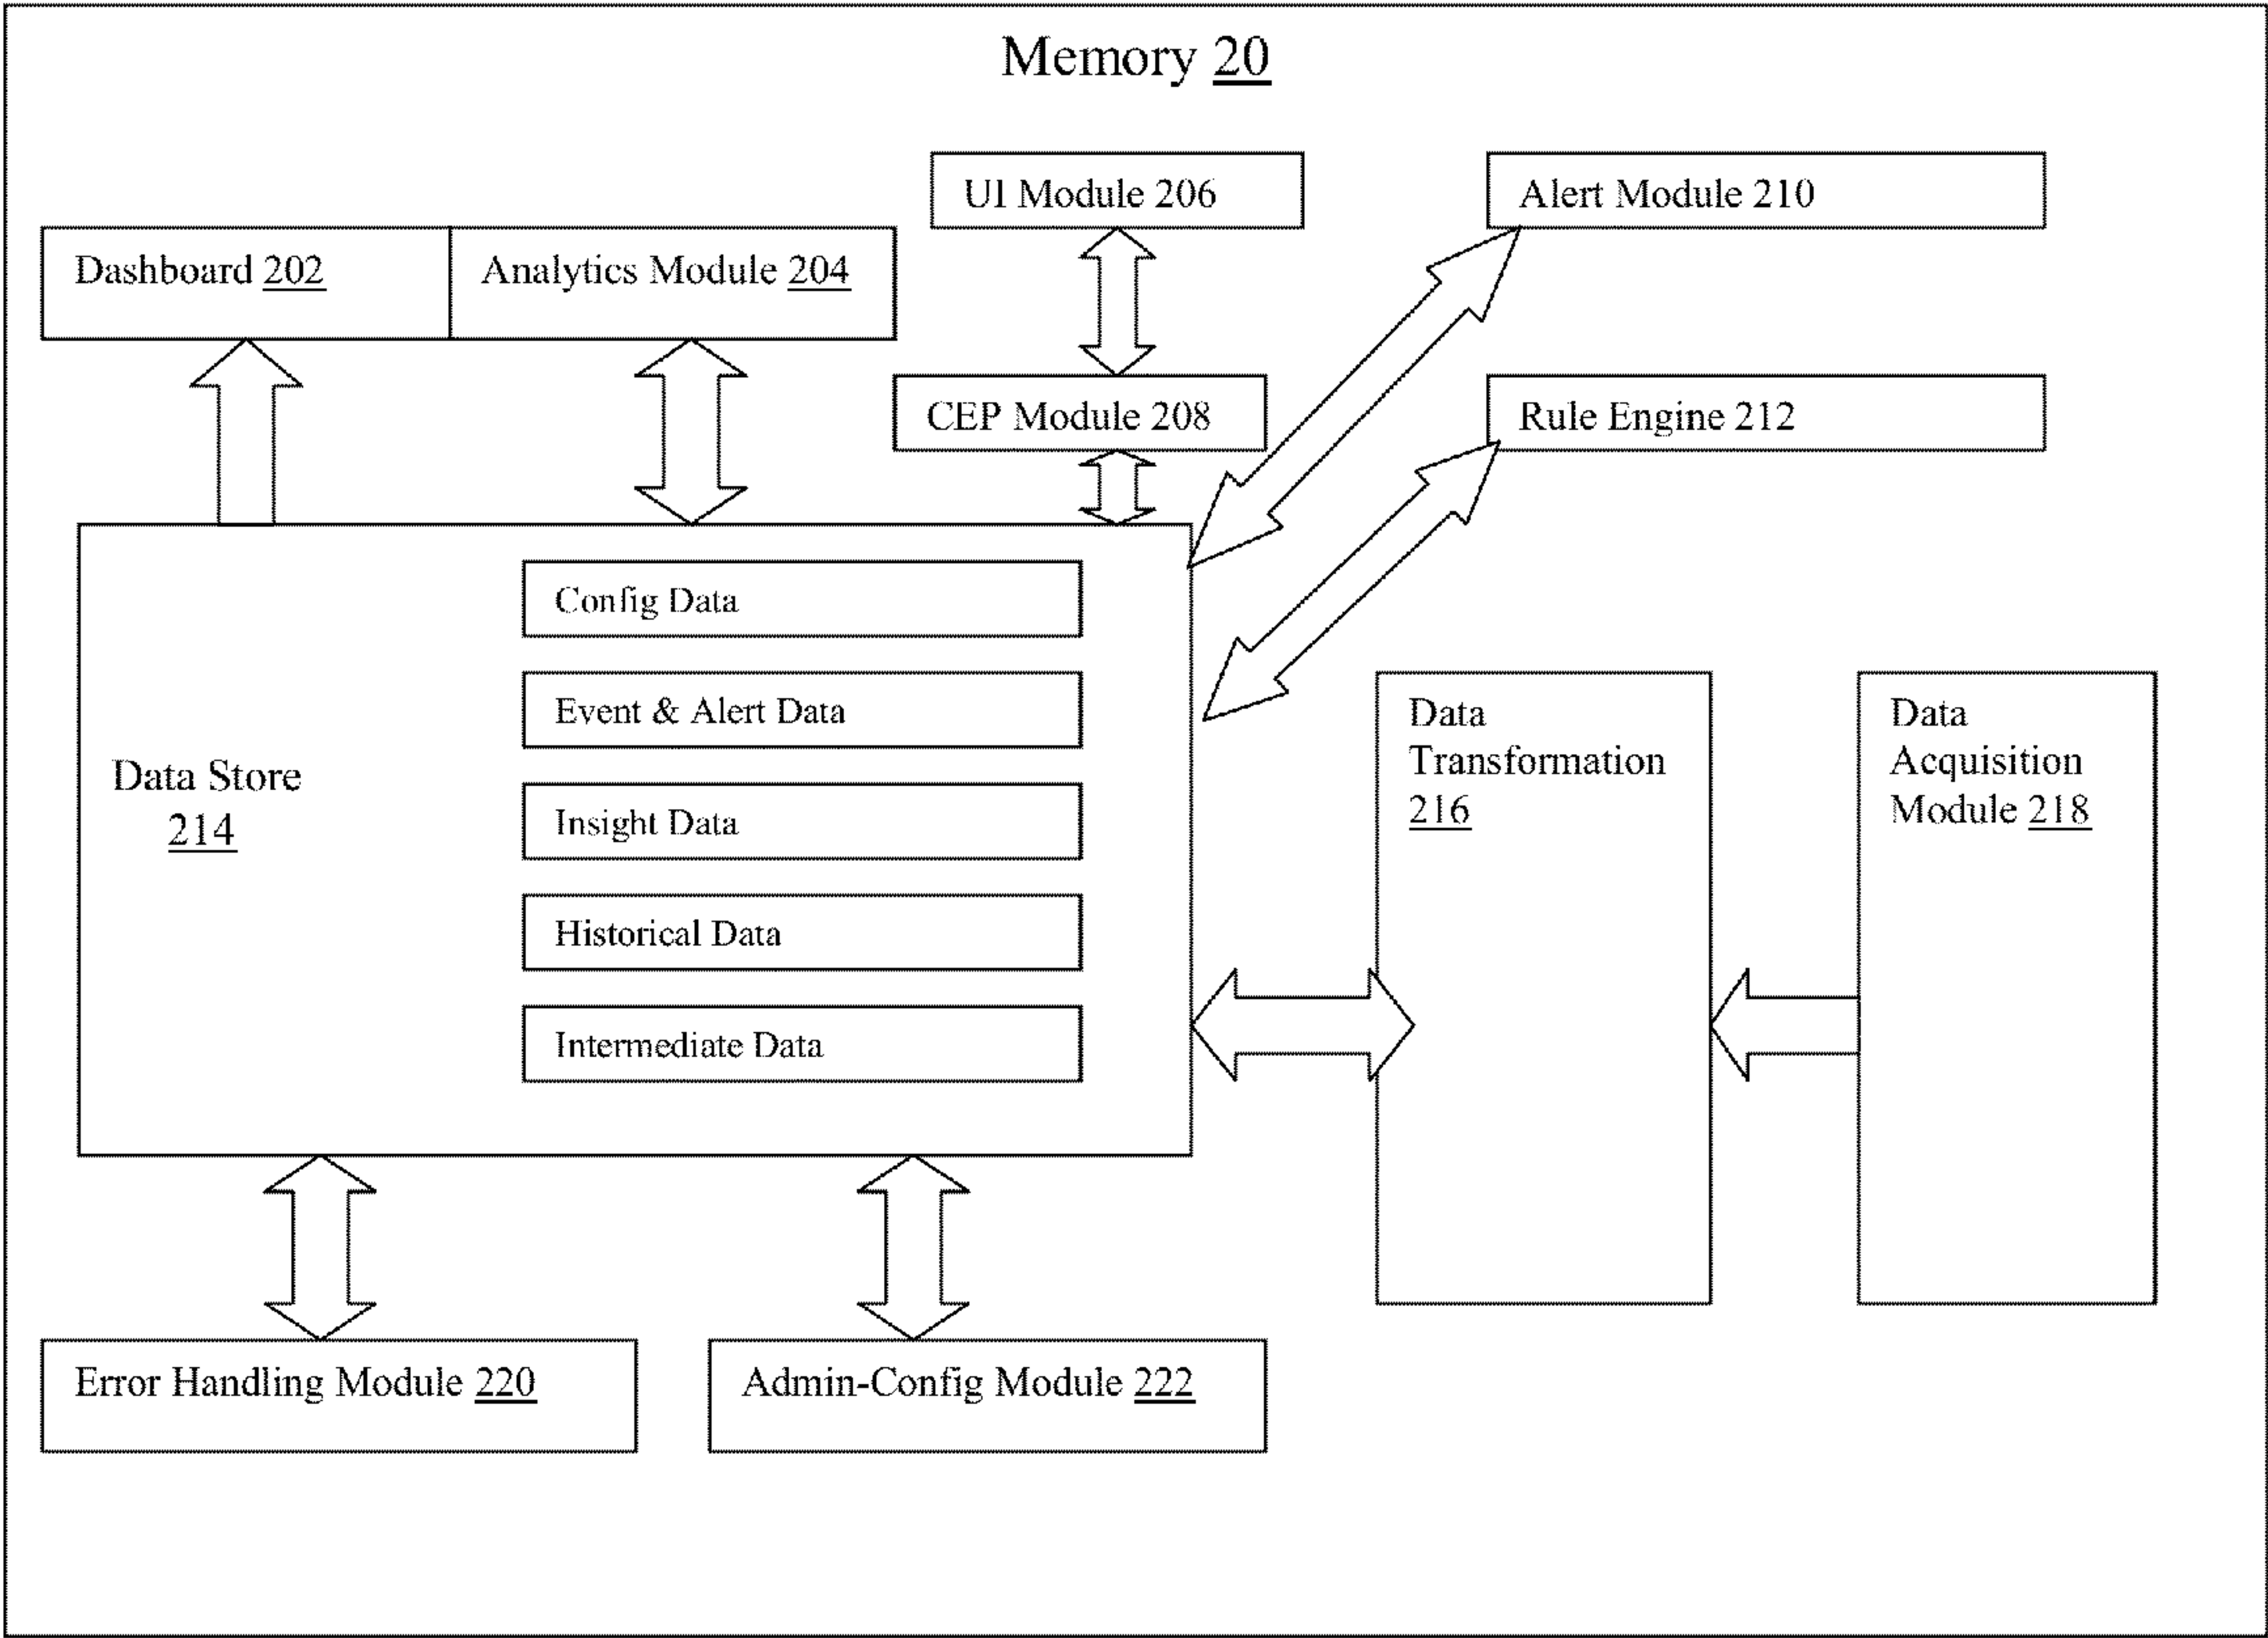 Memory 20
UI Module 206
Alert Module 210
Dashboard 202
Analytics Module 204
CEP Module 208
Rule Engine 212
Data Store
214
Config Data
Event & Alert Data
Insight Data
Historical Data
Intermediate Data
Data
Transformation
216
Data
Acquisition
Module 218
Error Handling Module 220
Admin-Config Module 222